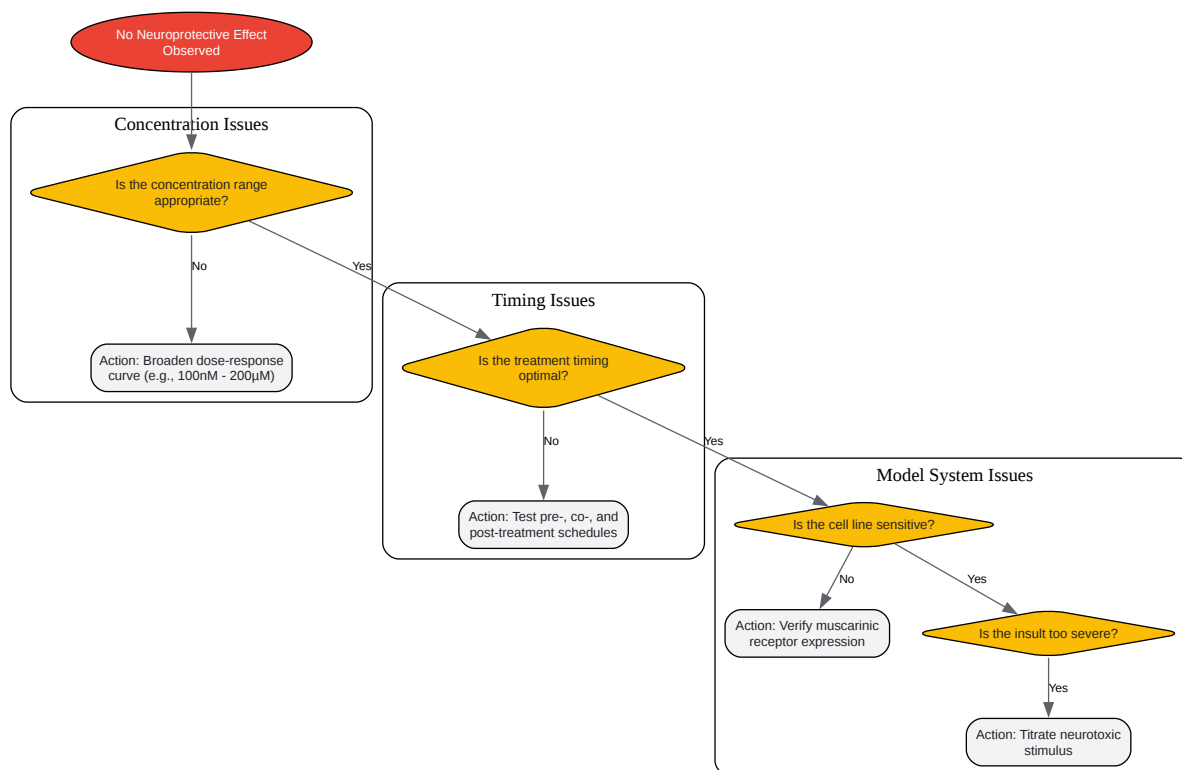 No Neuroprotective Effect
Observed
Concentration Issues
Is the concentration range
appropriate?
No
Yes
Action: Broaden dose-response
curve (e.g., 100nM - 200µM)
Timing Issues
Is the treatment timing
optimal?
No
Yes
Action: Test pre-, co-, and
post-treatment schedules
Model System Issues
Is the cell line sensitive?
No
Yes
Action: Verify muscarinic
receptor expression
Is the insult too severe?
Yes
Action: Titrate neurotoxic
stimulus